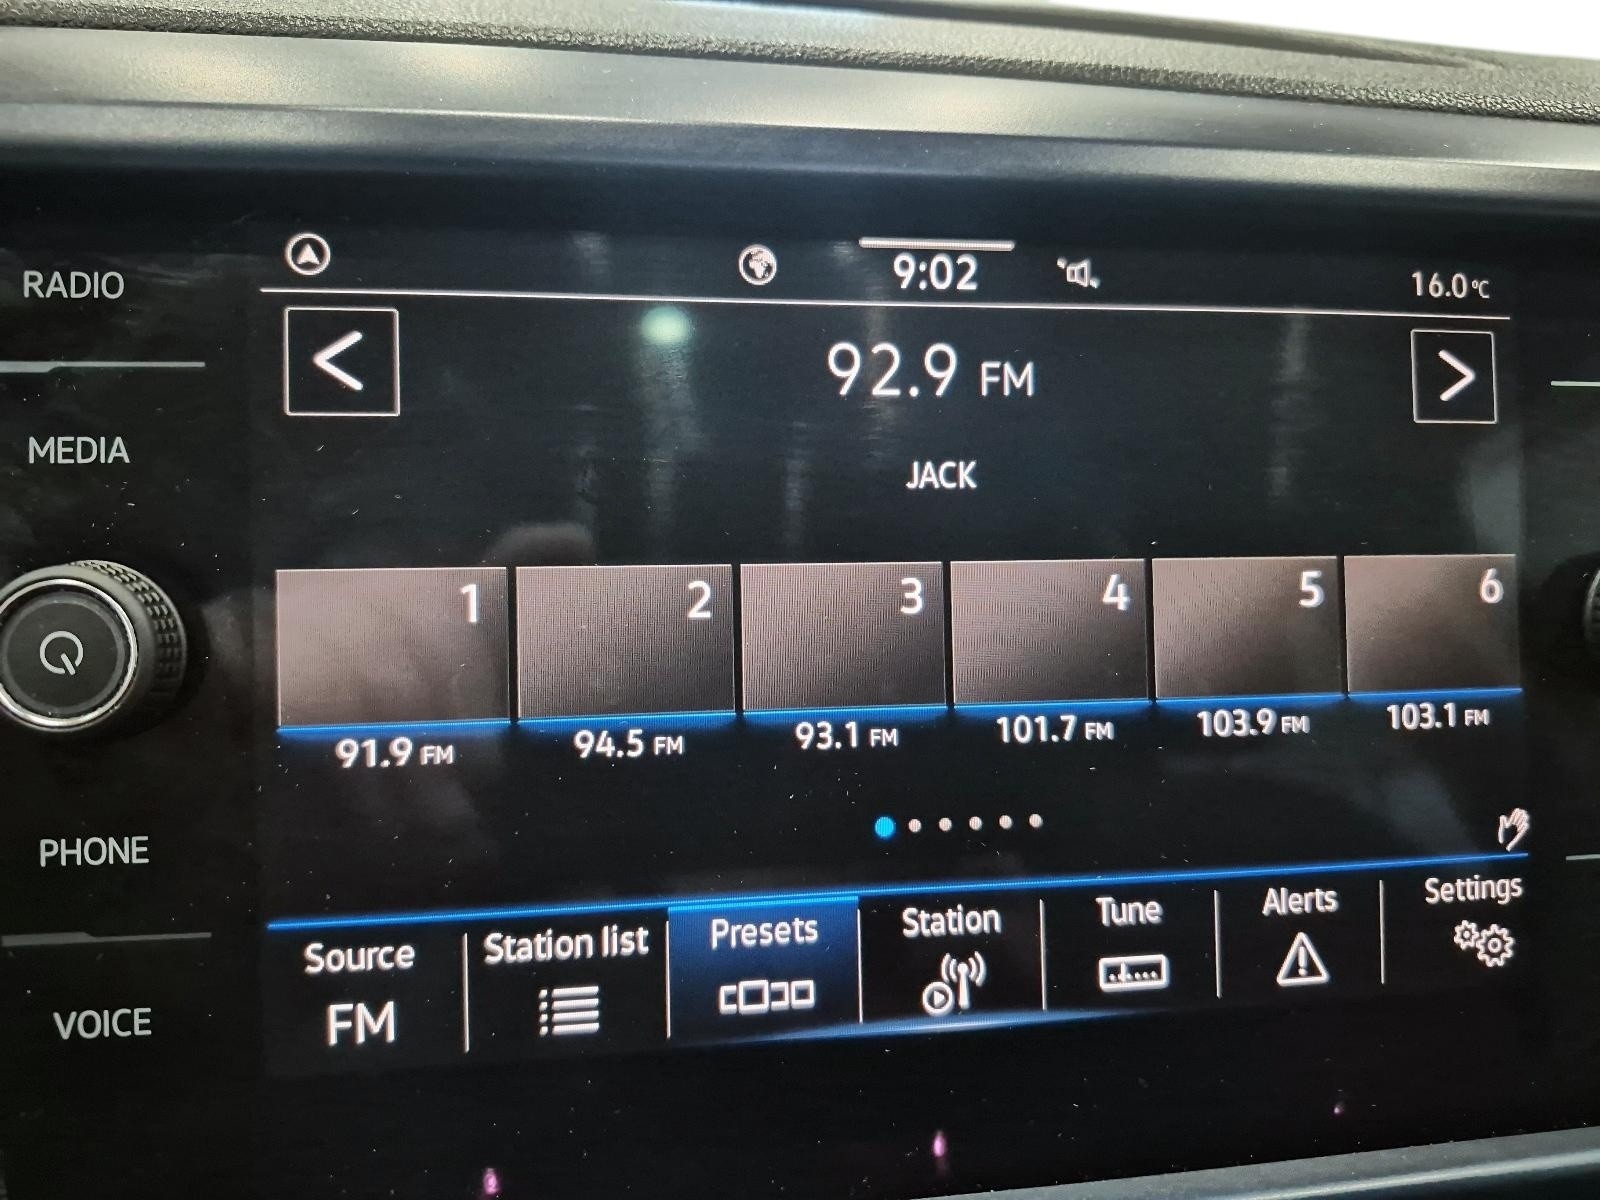 RADIO
MEDIA
PHONE
VOICE
9:02
16.0°C
< 92.9 FM >
JACK
1 2 3 4 5 6
91.9 FM 94.5 FM 93.1 FM 101.7 FM 103.9 FM 103.1 FM
Source Station list Presets Station Tune Alerts Settings
FM